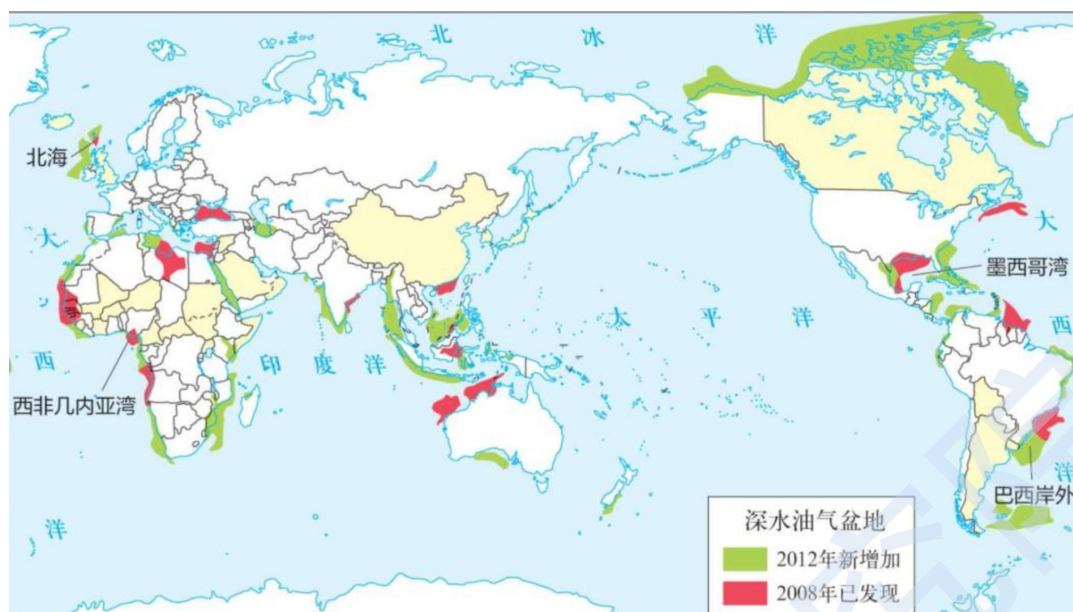 北 冰 洋
北海
大
大
墨西哥湾
太 平 洋
西
印 度 洋
西
西非几内亚湾
洋
巴西岸外
洋
深水油气盆地
2012年新增加
2008年已发现